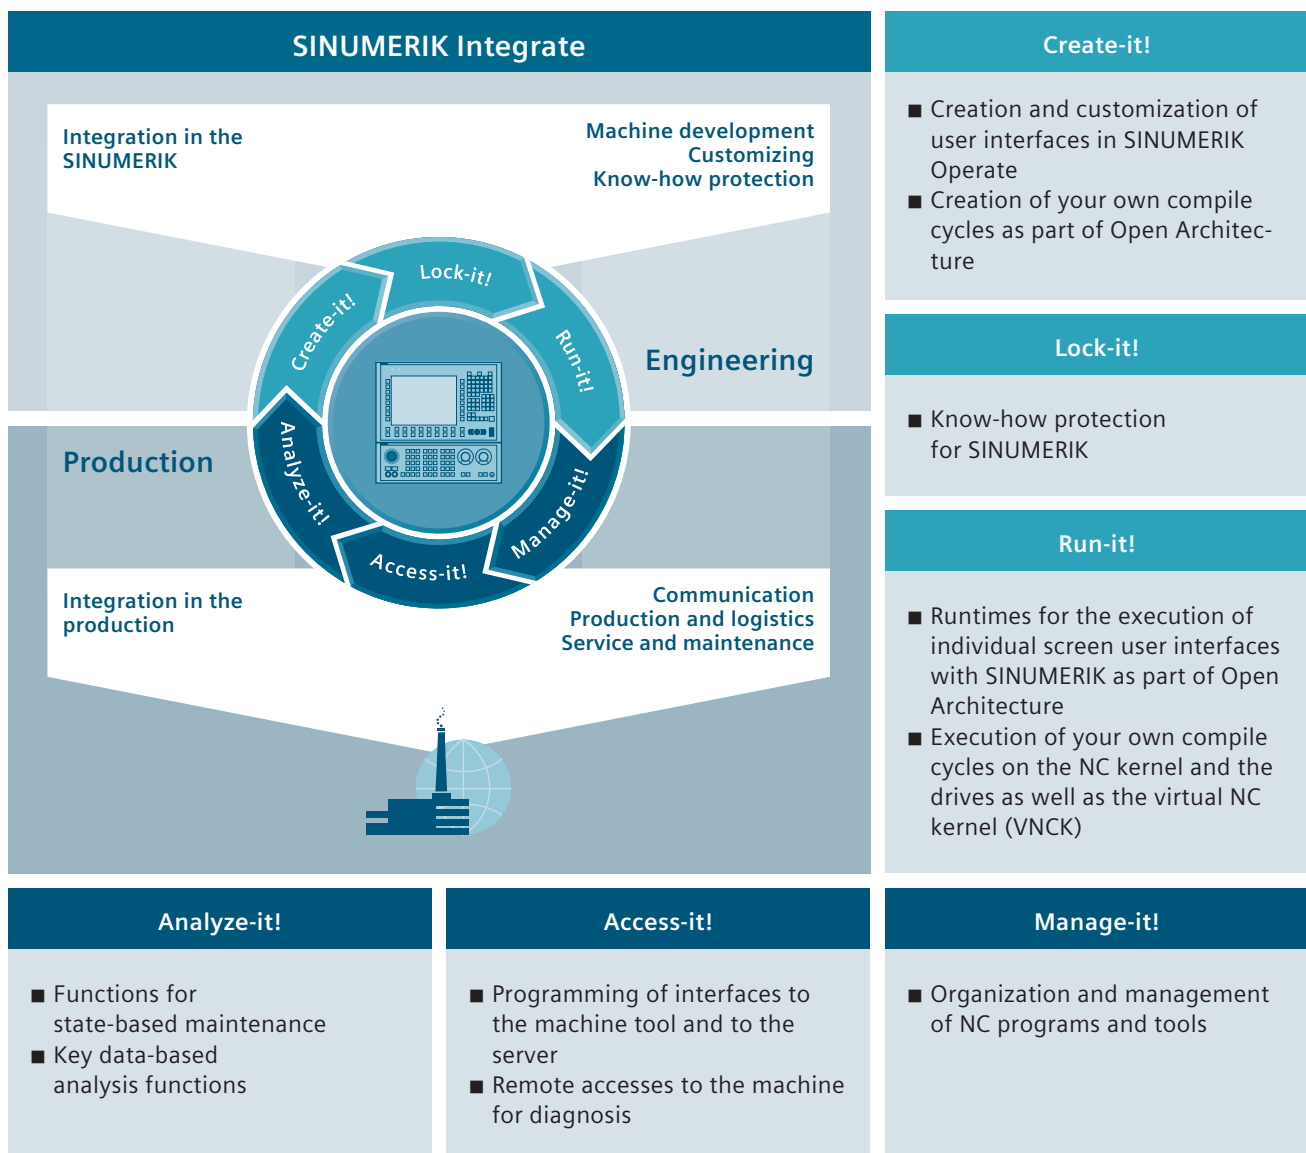 SINUMERIK Integrate
Integration in the
SINUMERIK
Machine development
Customizing
Know-how protection
Lock-it!
Create-it!
Run-it!
Engineering
Production
Analyze-it!
Manage-it!
Access-it!
Integration in the
production
Communication
Production and logistics
Service and maintenance
Create-it!
■ Creation and customization of
user interfaces in SINUMERIK
Operate
■ Creation of your own compile
cycles as part of Open Architec-
ture
Lock-it!
■ Know-how protection
for SINUMERIK
Run-it!
■ Runtimes for the execution of
individual screen user interfaces
with SINUMERIK as part of Open
Architecture
■ Execution of your own compile
cycles on the NC kernel and the
drives as well as the virtual NC
kernel (VNCK)
Analyze-it!
■ Functions for
state-based maintenance
■ Key data-based
analysis functions
Access-it!
■ Programming of interfaces to
the machine tool and to the
server
■ Remote accesses to the machine
for diagnosis
Manage-it!
■ Organization and management
of NC programs and tools